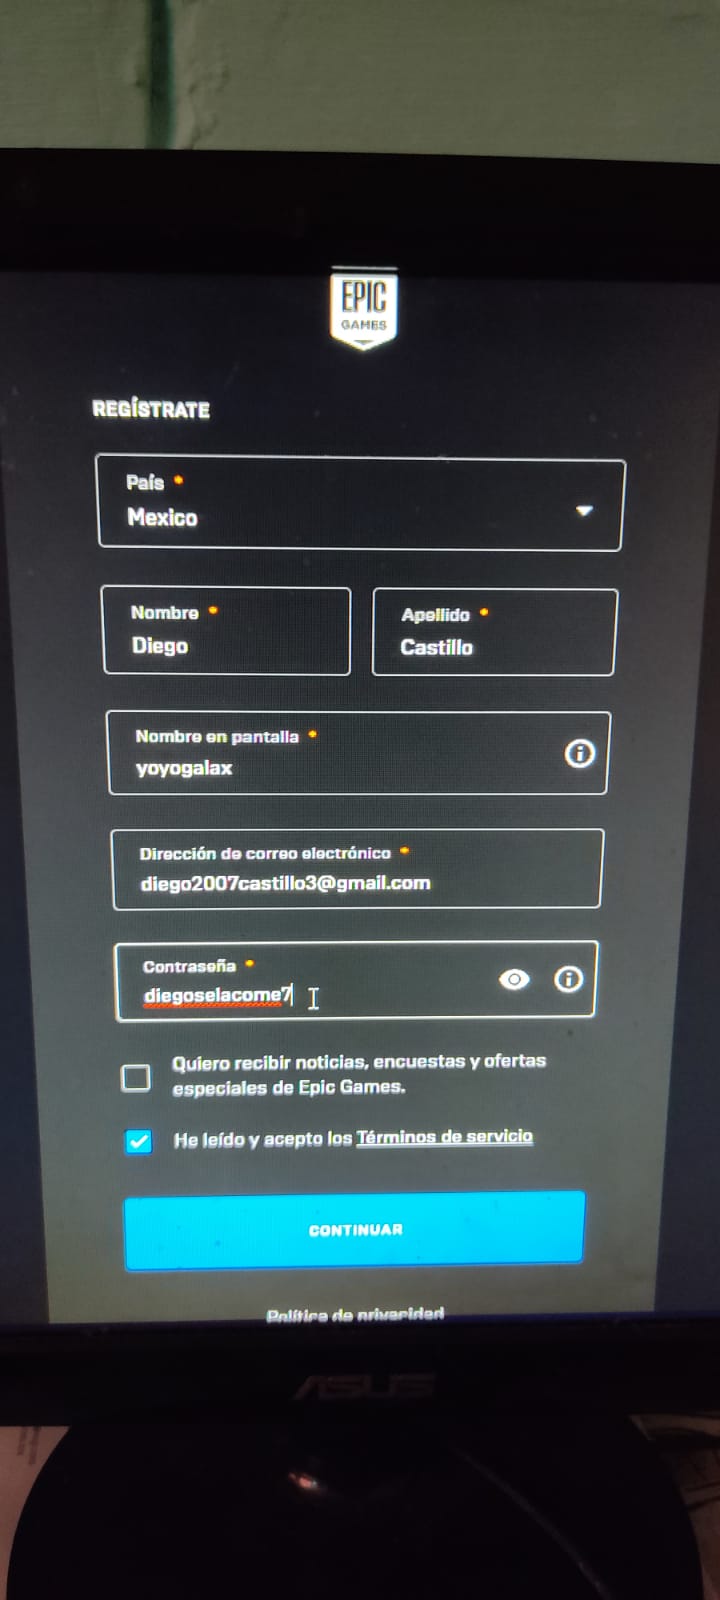 EPIC
GAMES
REGÍSTRATE
País *
Mexico
Nombre *
Diego
Apellido *
Castillo
Nombre en pantalla *
yoyogalax
Dirección de correo electrónico *
diego2007castillo3@gmail.com
Contraseña *
diegoselacome7
Quiero recibir noticias, encuestas y ofertas
especiales de Epic Games.
He leído y acepto los Términos de servicio
CONTINUAR
Política de privacidad
ASUS